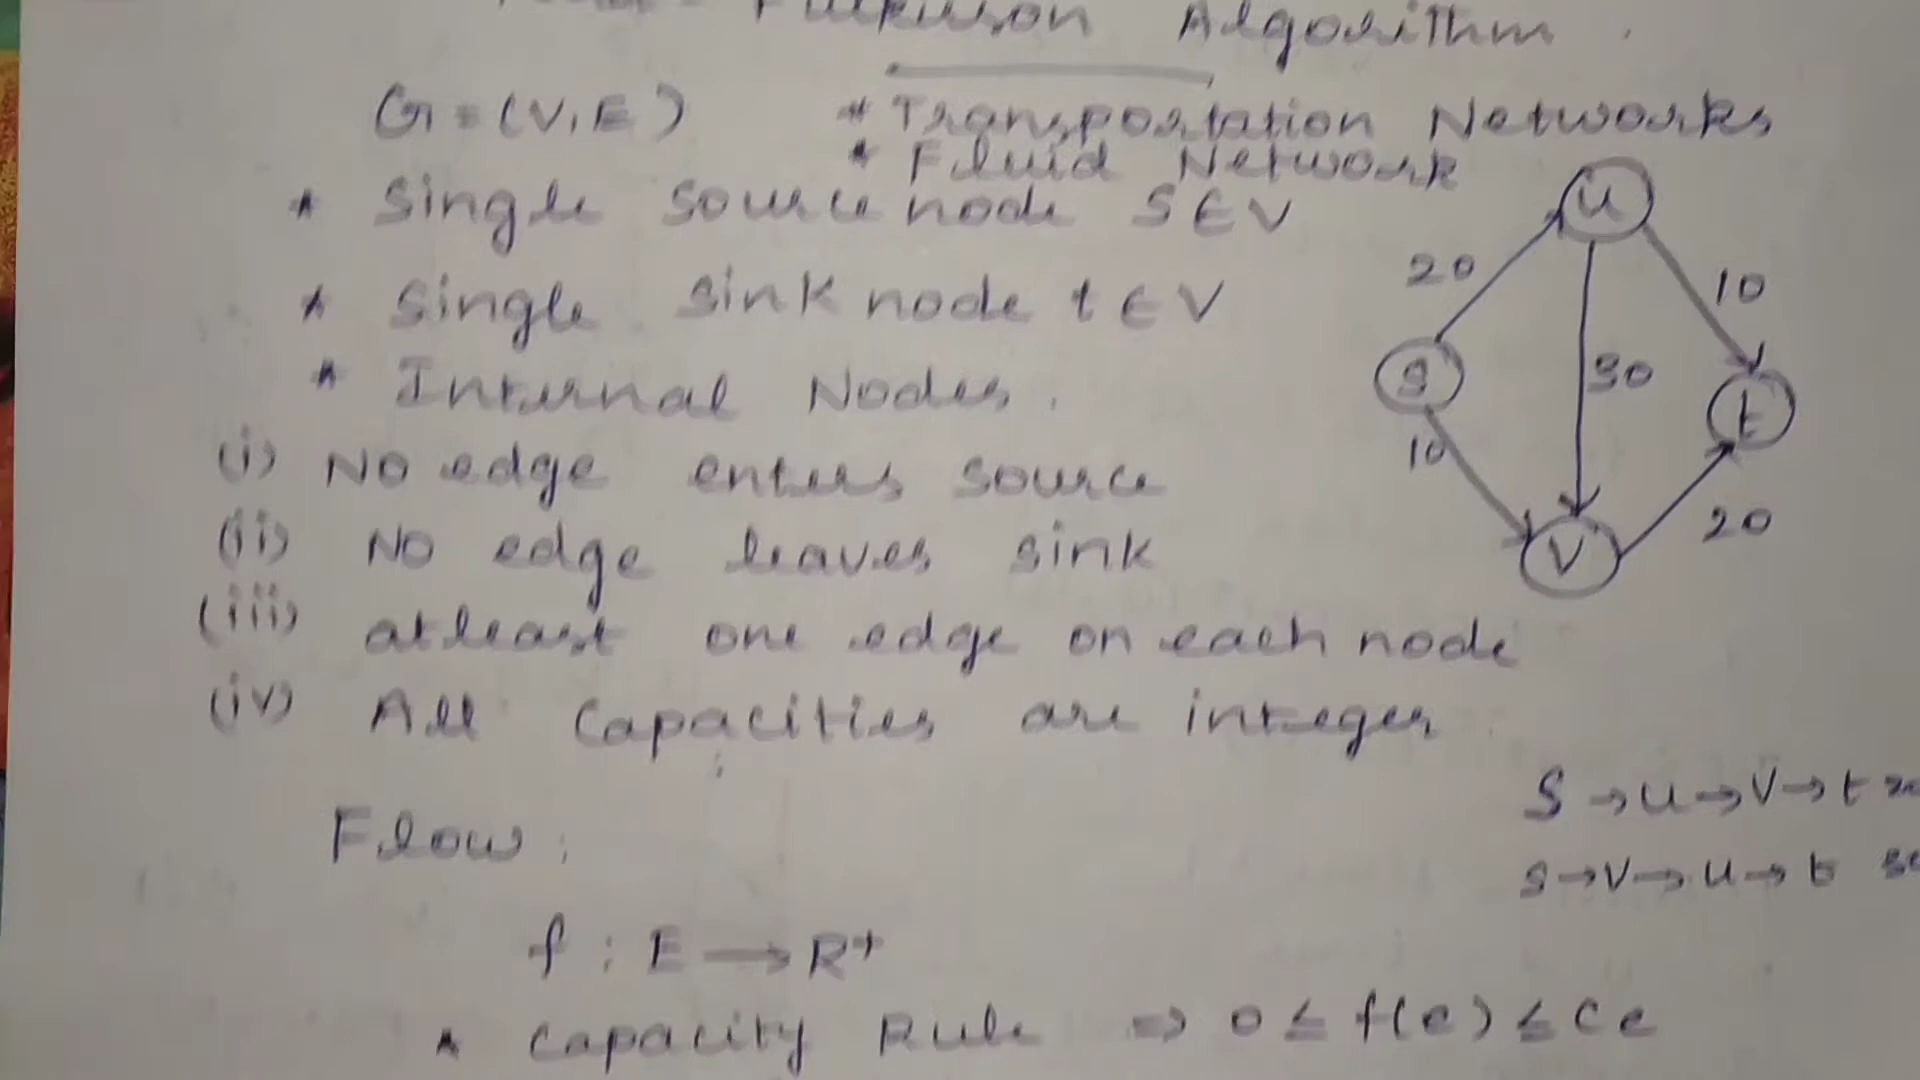 Fulkerson Algorithm.
G = (V, E)
* Transportation Networks
* Fluid Network
* Single source node S ∈ V
* Single sink node t ∈ V
* Internal Nodes.
(i) No edge enters source
(ii) No edge leaves sink
(iii) atleast one edge on each node
(iv) All Capacities are integer.
u
20
10
s
30
t
10
v
20
S → u → V → t
s → V → u → t
Flow:
f : E → R+
* Capacity Rule ⇒ 0 ≤ f(e) ≤ Ce